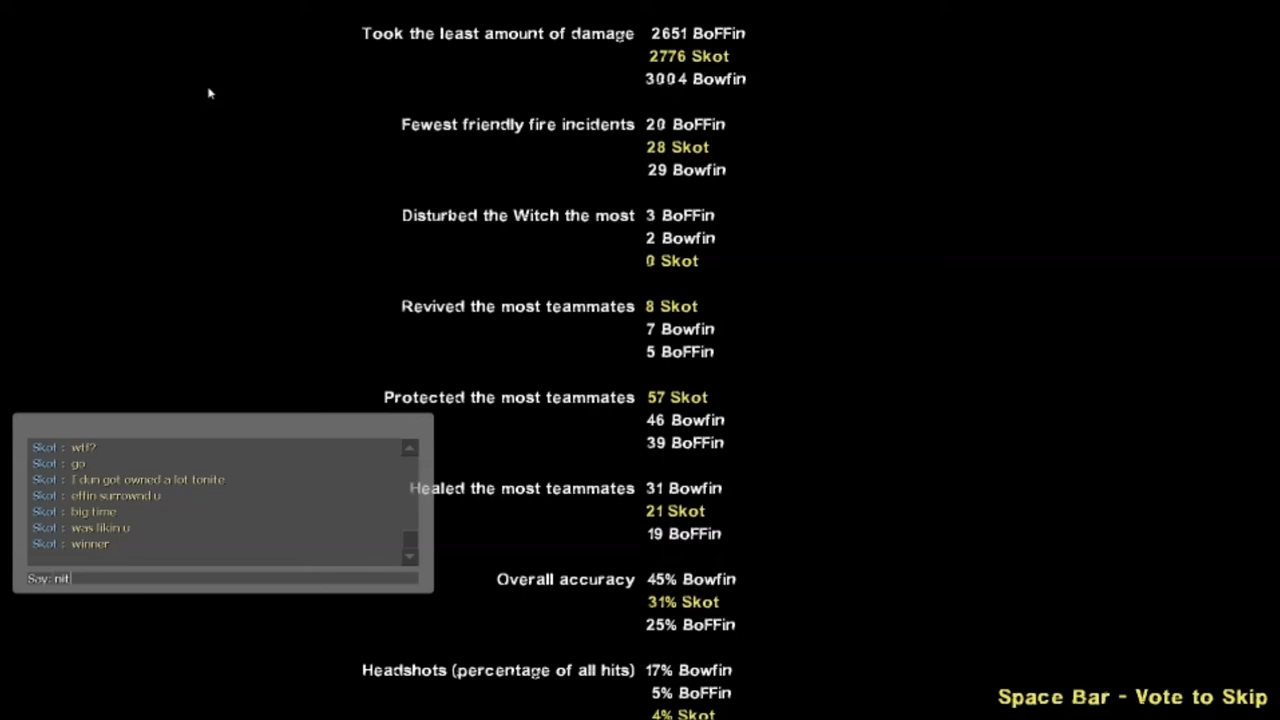 Took the least amount of damage 2651 BoFFin
2776 Skot
3004 Bowfin
Fewest friendly fire incidents 20 BoFFin
28 Skot
29 Bowfin
Disturbed the Witch the most 3 BoFFin
2 Bowfin
0 Skot
Revived the most teammates 8 Skot
7 Bowfin
5 BoFFin
Protected the most teammates 57 Skot
46 Bowfin
39 BoFFin
Healed the most teammates 31 Bowfin
21 Skot
19 BoFFin
Overall accuracy 45% Bowfin
31% Skot
25% BoFFin
Headshots (percentage of all hits) 17% Bowfin
5% BoFFin
4% Skot
Skot : wtf?
Skot : go
Skot : I dun got owned a lot tonite
Skot : effin surrownd u
Skot : big time
Skot : was likin u
Skot : winner
Say: nit
Space Bar - Vote to Skip